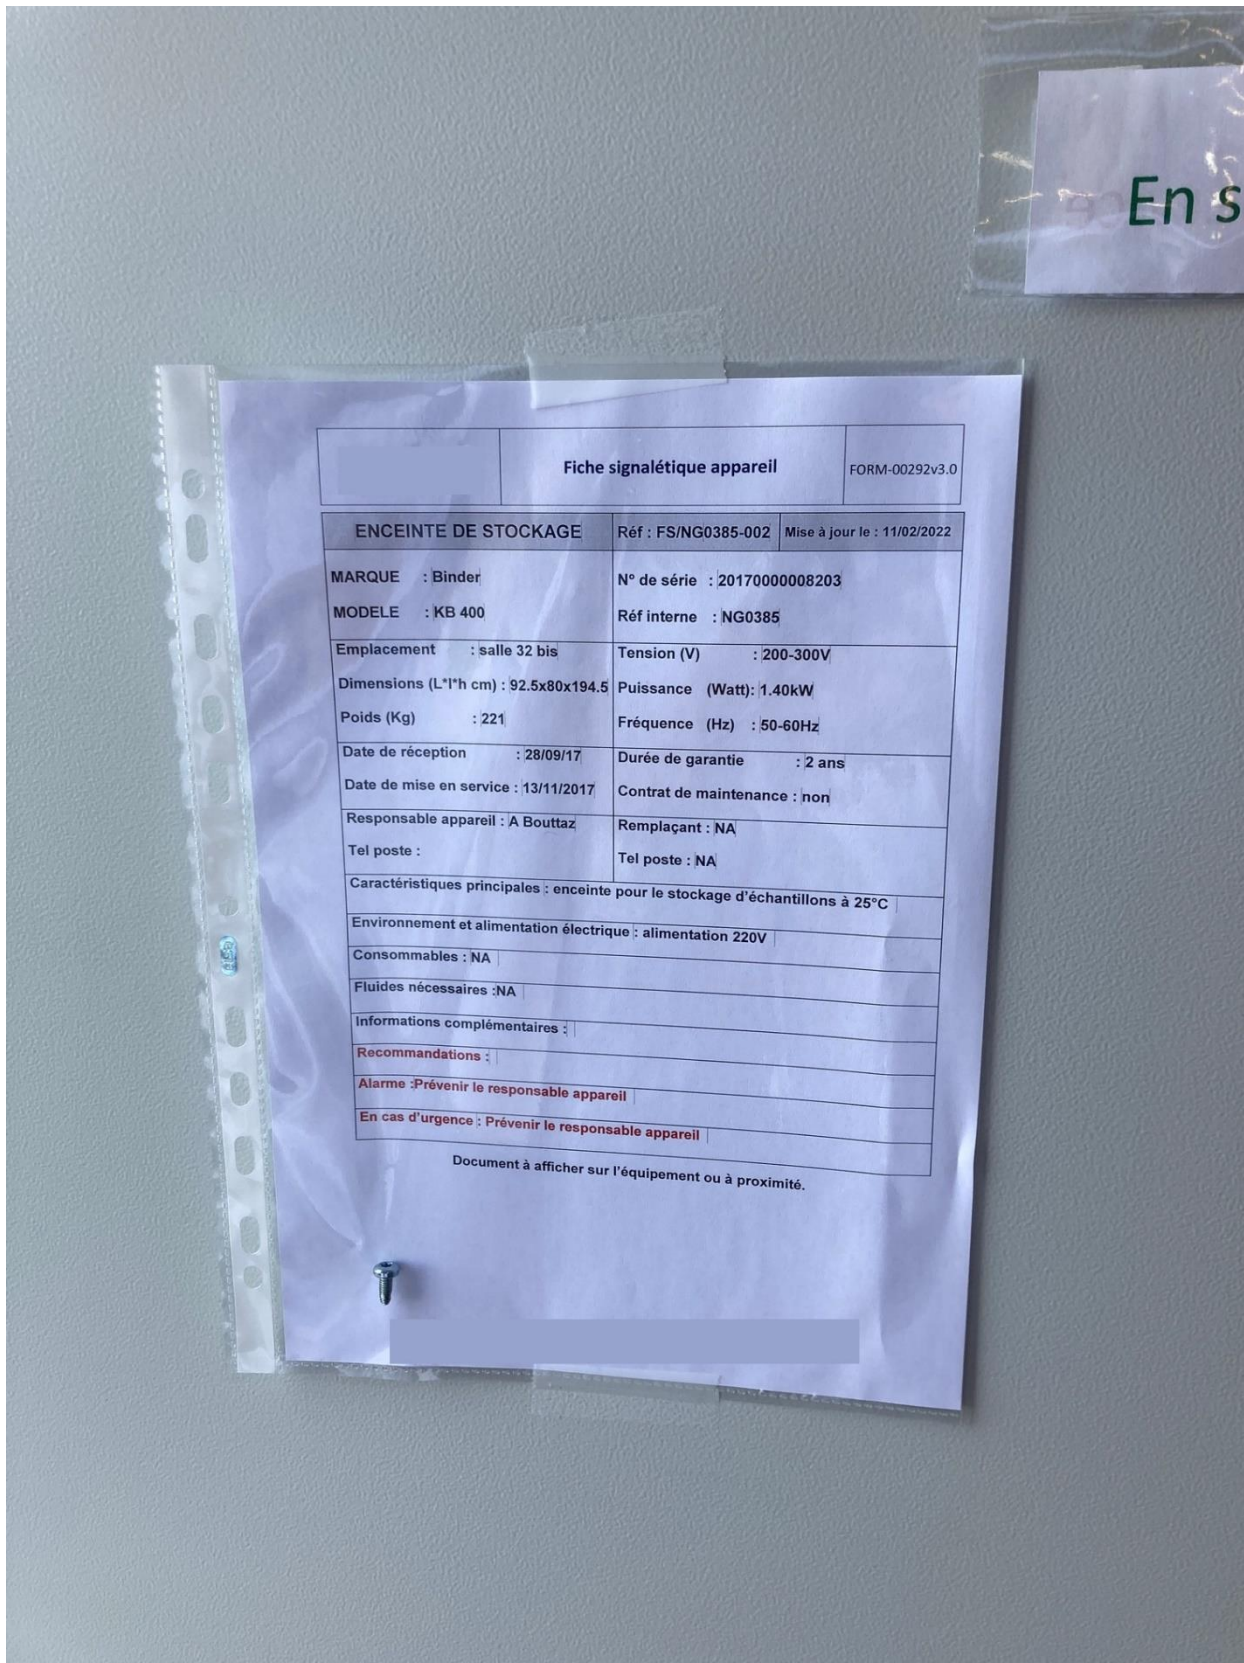 En s
Fiche signalétique appareil
FORM-00292v3.0
ENCEINTE DE STOCKAGE
Réf : FS/NG0385-002
Mise à jour le : 11/02/2022
MARQUE : Binder
N° de série : 20170000008203
MODELE : KB 400
Réf interne : NG0385
Emplacement : salle 32 bis
Tension (V) : 200-300V
Dimensions (L*l*h cm) : 92.5x80x194.5
Puissance (Watt): 1.40kW
Poids (Kg) : 221
Fréquence (Hz) : 50-60Hz
Date de réception : 28/09/17
Durée de garantie : 2 ans
Date de mise en service : 13/11/2017
Contrat de maintenance : non
Responsable appareil : A Bouttaz
Remplaçant : NA
Tel poste :
Tel poste : NA
Caractéristiques principales : enceinte pour le stockage d'échantillons à 25°C
Environnement et alimentation électrique : alimentation 220V
Consommables : NA
Fluides nécessaires :NA
Informations complémentaires :
Recommandations :
Alarme :Prévenir le responsable appareil
En cas d'urgence : Prévenir le responsable appareil
Document à afficher sur l'équipement ou à proximité.